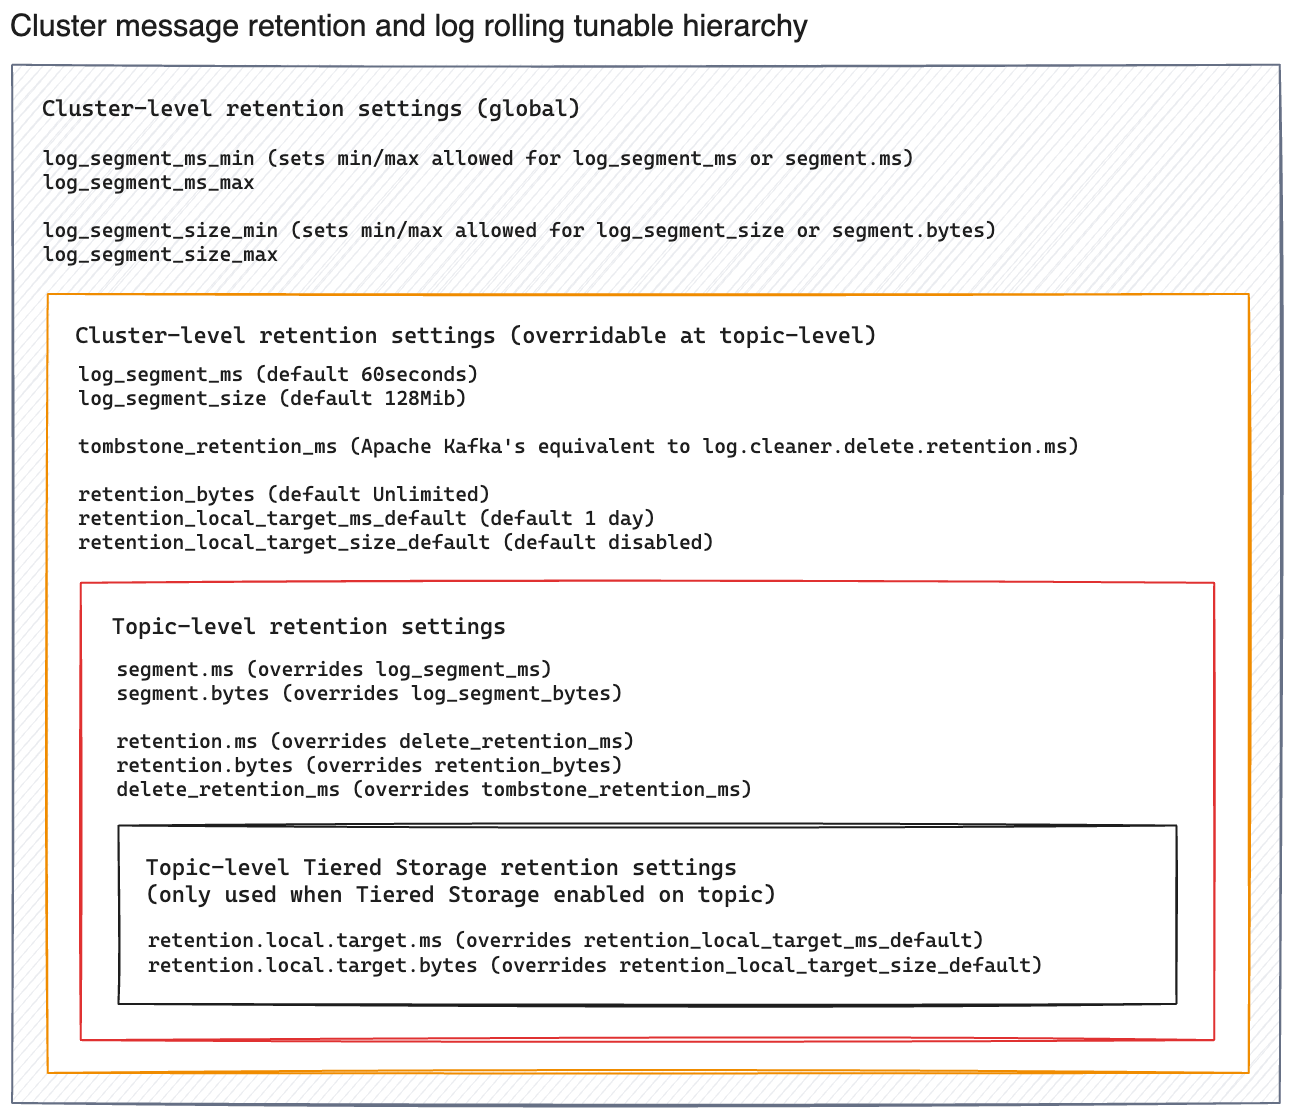 Cluster message retention and log rolling tunable hierarchy
Cluster-level retention settings (global)
log_segment_ms_min (sets min/max allowed for log_segment_ms or segment.ms)
log_segment_ms_max
log_segment_size_min (sets min/max allowed for log_segment_size or segment.bytes)
log_segment_size_max
Cluster-level retention settings (overridable at topic-level)
log_segment_ms (default 60seconds)
log_segment_size (default 128Mib)
tombstone_retention_ms (Apache Kafka's equivalent to log.cleaner.delete.retention.ms)
retention_bytes (default Unlimited)
retention_local_target_ms_default (default 1 day)
retention_local_target_size_default (default disabled)
Topic-level retention settings
segment.ms (overrides log_segment_ms)
segment.bytes (overrides log_segment_bytes)
retention.ms (overrides delete_retention_ms)
retention.bytes (overrides retention_bytes)
delete_retention_ms (overrides tombstone_retention_ms)
Topic-level Tiered Storage retention settings
(only used when Tiered Storage enabled on topic)
retention.local.target.ms (overrides retention_local_target_ms_default)
retention.local.target.bytes (overrides retention_local_target_size_default)